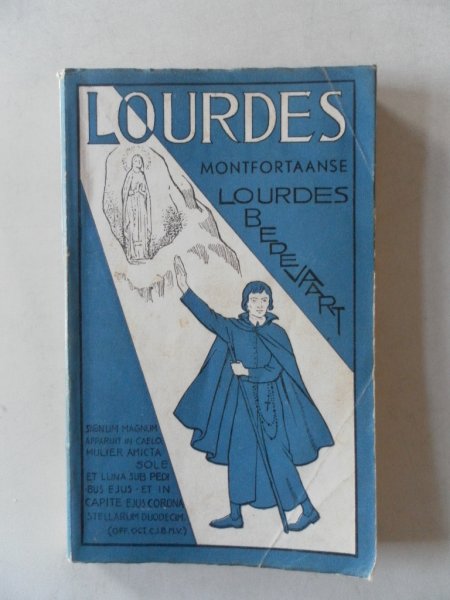 LOURDES
MONTFORTAANSE
LOURDES
BEDEVAART
SIGNUM MAGNUM
APPARUIT IN CAELO:
MULIER AMICTA
SOLE
ET LUNA SUB PEDI
BUS EJUS - ET IN
CAPITE EJUS CORONA
STELLARUM DUODECIM.
(OFF. OCT. C. I. B. M. V.)